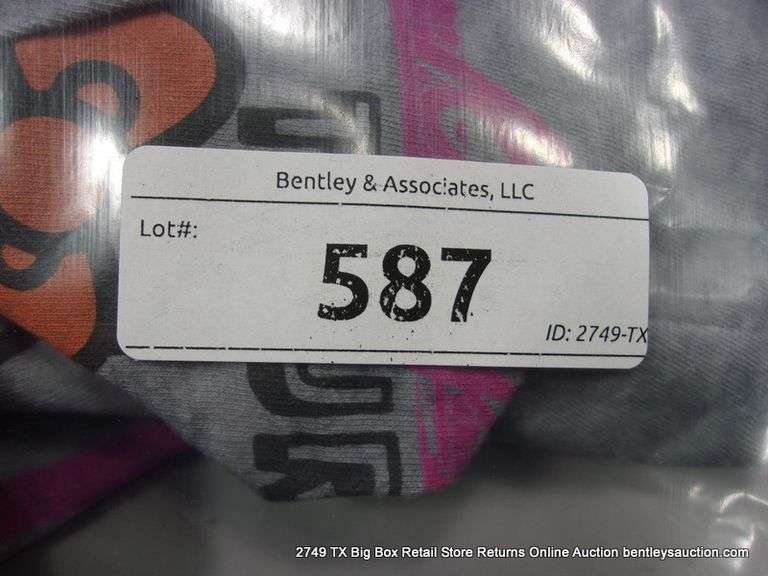 Bentley & Associates, LLC
Lot#:
587
ID: 2749-TX
2749 TX Big Box Retail Store Returns Online Auction bentleysauction.com